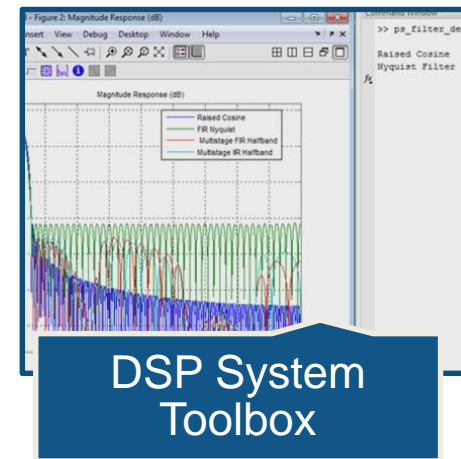 - Figure 2: Magnitude Response (dB)
nsert View Debug Desktop Window Help
Magnitude Response (dB)
Raised Cosine
FIR Nyquist
Multistage FIR Halfband
Multistage IIR Halfband
Command Window
>> ps_filter_de
Raised Cosine
Nyquist Filter
fx
DSP System
Toolbox